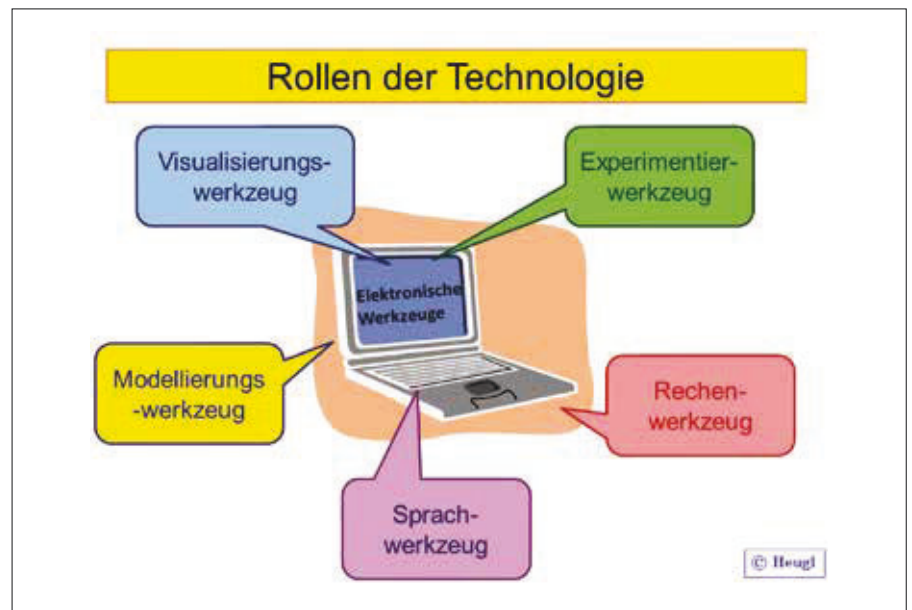 Rollen der Technologie
Visualisierungs-
werkzeug
Experimentier-
werkzeug
Elektronische
Werkzeuge
Modellierungs
-werkzeug
Rechen-
werkzeug
Sprach-
werkzeug
© Heugl